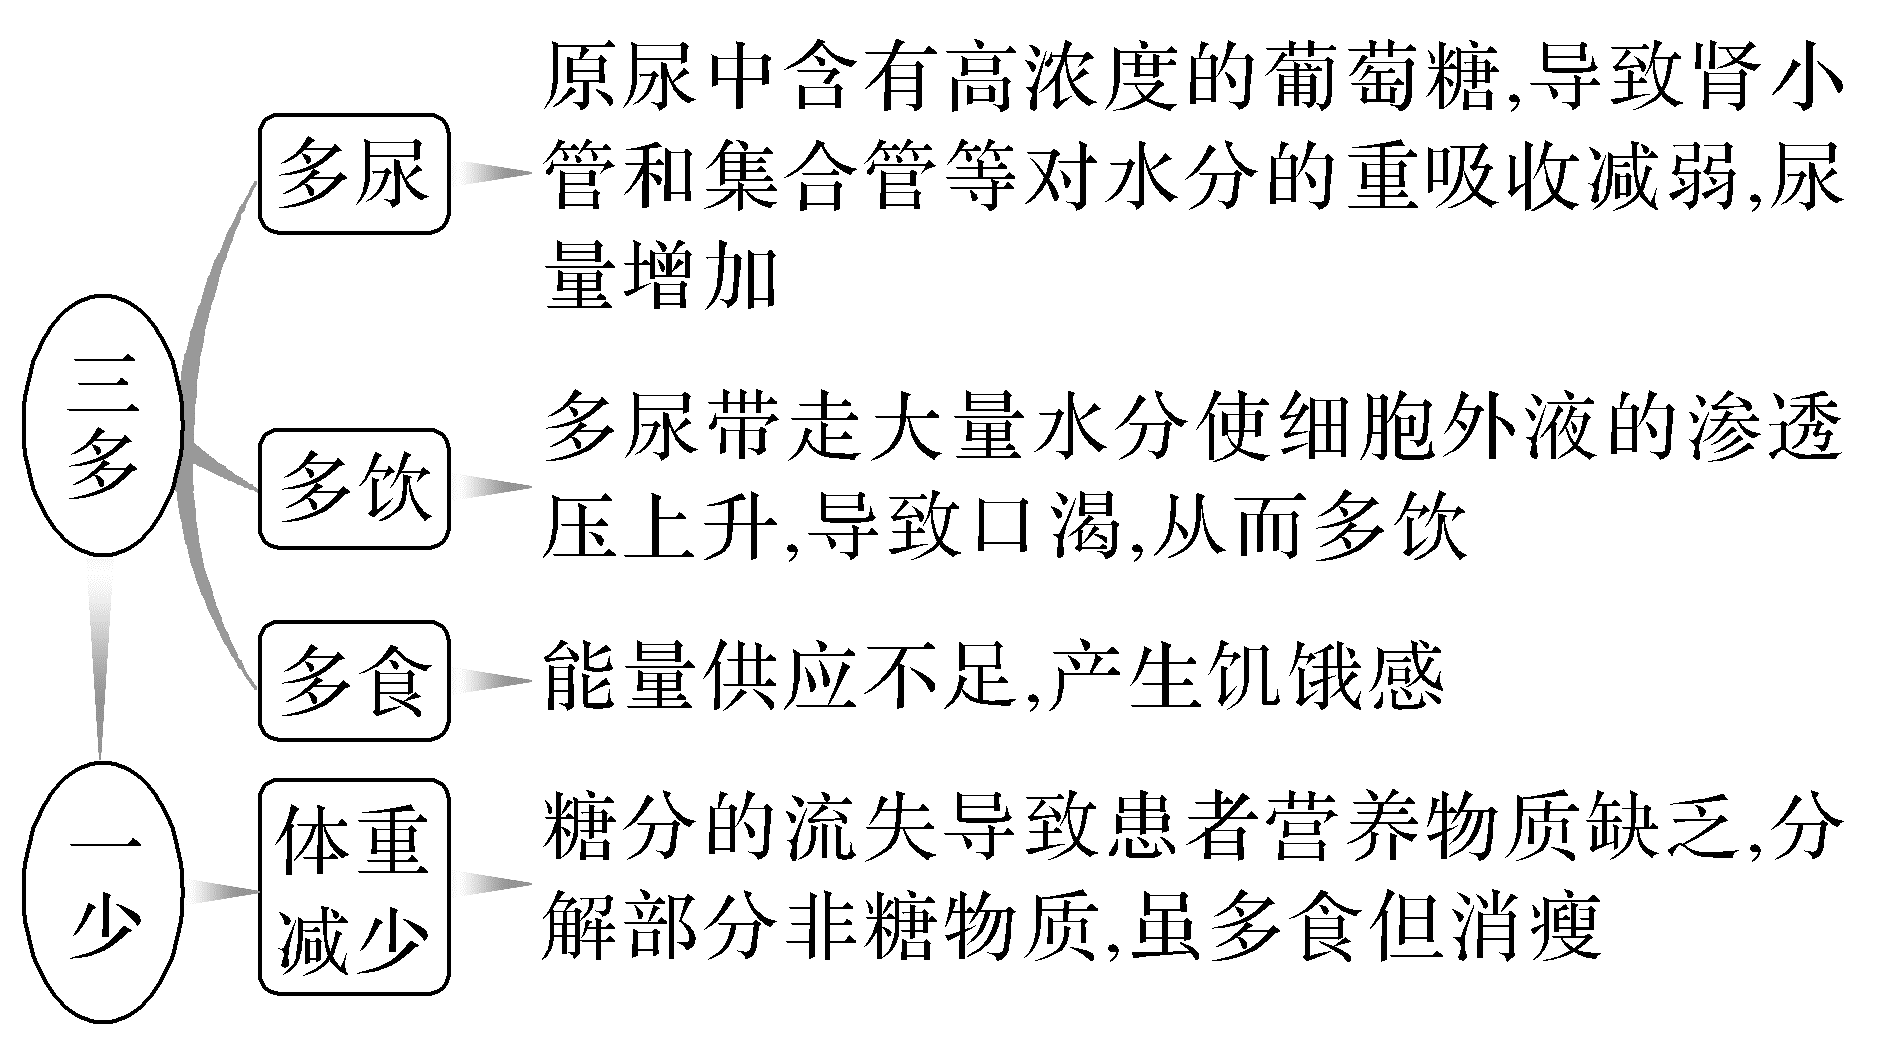 三
多
多尿
原尿中含有高浓度的葡萄糖,导致肾小
管和集合管等对水分的重吸收减弱,尿
量增加
多饮
多尿带走大量水分使细胞外液的渗透
压上升,导致口渴,从而多饮
多食
能量供应不足,产生饥饿感
一
少
体重
减少
糖分的流失导致患者营养物质缺乏,分
解部分非糖物质,虽多食但消瘦